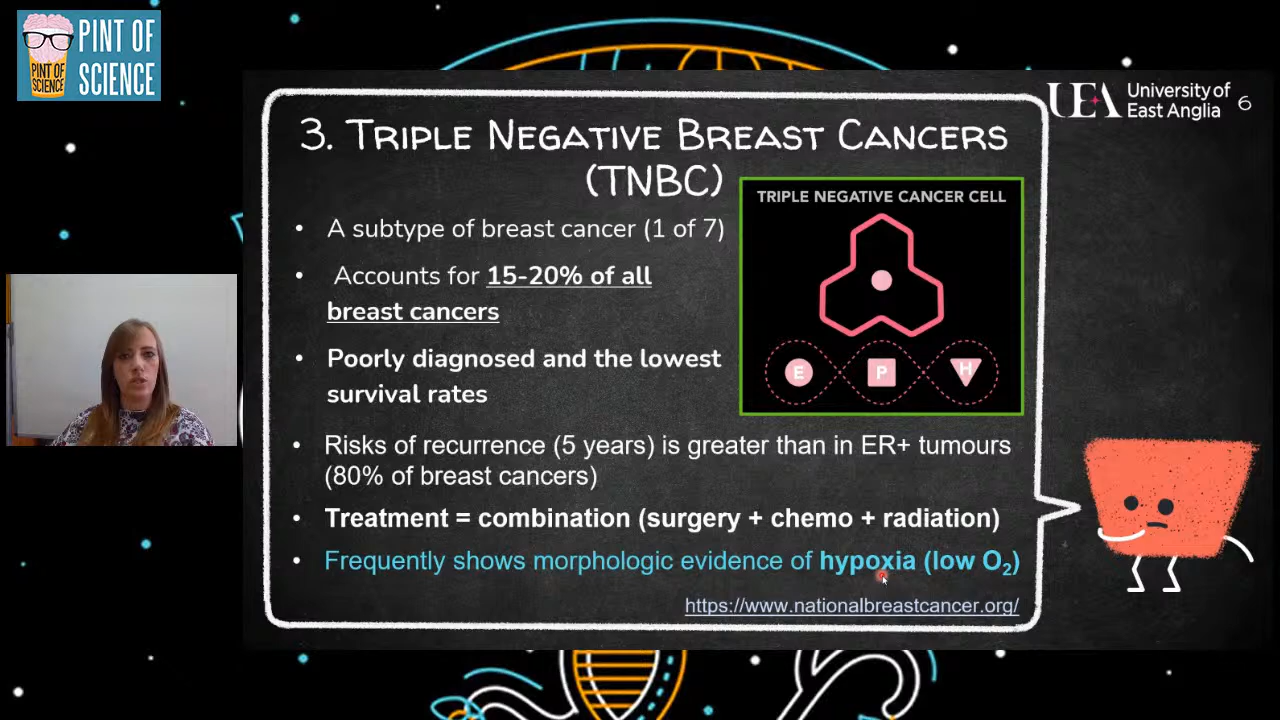 PINT OF
SCIENCE
PINT OF
SCIENCE
UEA University of
East Anglia
6
3. TRIPLE NEGATIVE BREAST CANCERS
(TNBC)
TRIPLE NEGATIVE CANCER CELL
E P H
• A subtype of breast cancer (1 of 7)
• Accounts for 15-20% of all
breast cancers
• Poorly diagnosed and the lowest
survival rates
• Risks of recurrence (5 years) is greater than in ER+ tumours
(80% of breast cancers)
• Treatment = combination (surgery + chemo + radiation)
• Frequently shows morphologic evidence of hypoxia (low O₂)
https://www.nationalbreastcancer.org/